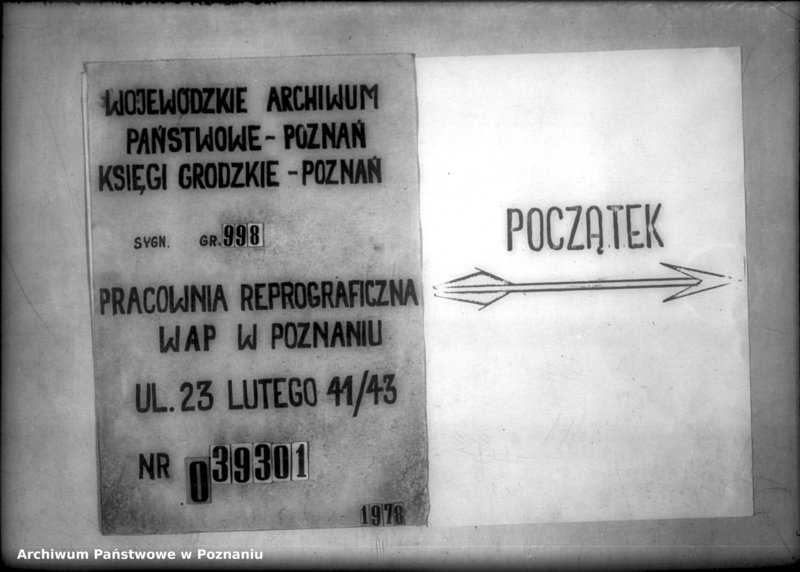 WOJEWÓDZKIE ARCHIWUM
PAŃSTWOWE - POZNAŃ
KSIĘGI GRODZKIE - POZNAŃ
SYGN. GR. 998
PRACOWNIA REPROGRAFICZNA
WAP W POZNANIU
UL. 23 LUTEGO 41/43
NR 039301
1978
POCZĄTEK
Archiwum Państwowe w Poznaniu